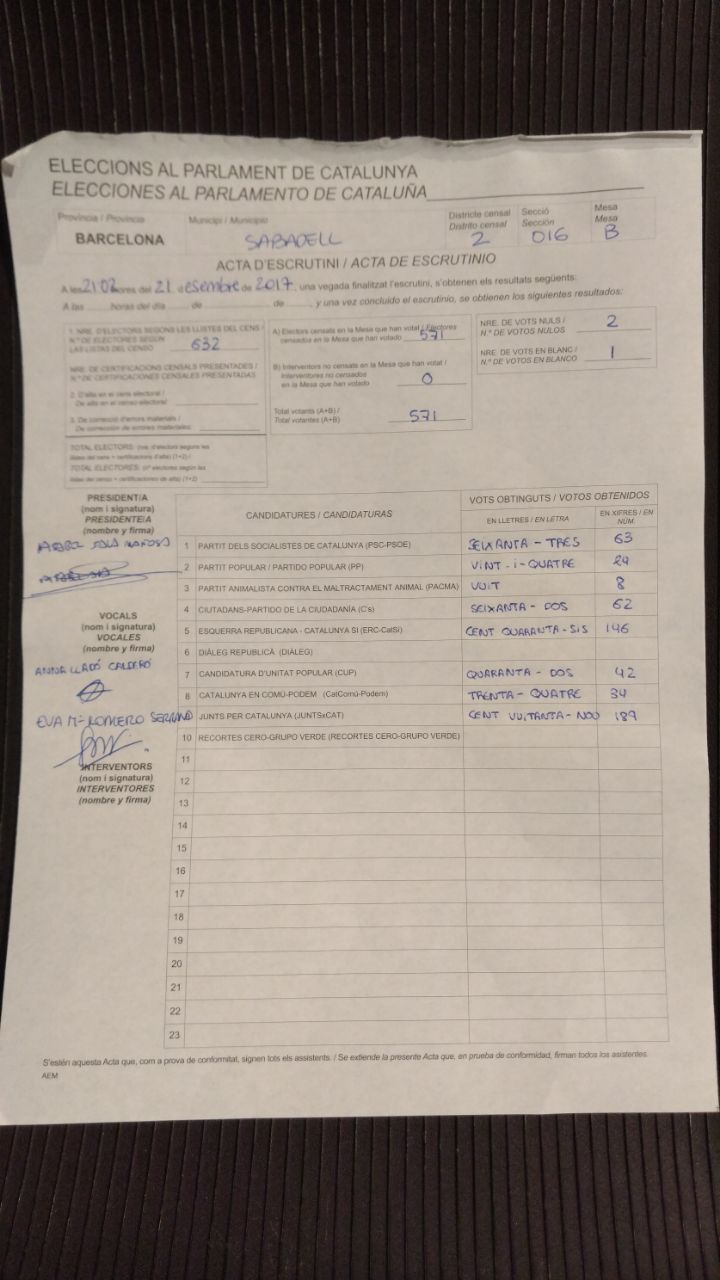 ELECCIONS AL PARLAMENT DE CATALUNYA
ELECCIONES AL PARLAMENTO DE CATALUÑA
Província / Provincia Municipi / Municipio Districte censal Secció Mesa
Distrito censal Sección Mesa
BARCELONA SABADELL 2 016 B
ACTA D'ESCRUTINI / ACTA DE ESCRUTINIO
A les 21:02 hores del 21 desembre de 2017, una vegada finalitzat l'escrutini, s'obtenen els resultats següents:
A las horas del día de de , y una vez concluido el escrutinio, se obtienen los siguientes resultados:
1. NRE. D'ELECTORS SEGONS LES LLISTES DEL CENS /
N.º DE ELECTORES SEGÚN
LAS LISTAS DEL CENSO 632
NRE. DE CERTIFICACIONS CENSALS PRESENTADES /
N.º DE CERTIFICACIONES CENSALES PRESENTADAS
2. D'alta en el cens electoral /
De alta en el censo electoral
3. De correcció d'errors materials /
De corrección de errores materiales
TOTAL ELECTORS: (nre. d'electors segons les
llistes del cens + certificacions d'alta) (1+2) /
TOTAL ELECTORES: (nº electores según las
listas del censo + certificaciones de alta) (1+2)
A) Electors censats en la Mesa que han votat / Electores
censados en la Mesa que han votado 571
B) Interventors no censats en la Mesa que han votat /
Interventores no censados
en la Mesa que han votado 0
Total votants (A+B) /
Total votantes (A+B) 571
NRE. DE VOTS NULS /
N.º DE VOTOS NULOS 2
NRE. DE VOTS EN BLANC /
N.º DE VOTOS EN BLANCO 1
PRESIDENT/A
(nom i signatura)
PRESIDENTE/A
(nombre y firma)
VOCALS
(nom i signatura)
VOCALES
(nombre y firma)
ANNA LLADÓ CALDERÓ
EVA Mª ROMERO SERRANO
INTERVENTORS
(nom i signatura)
INTERVENTORES
(nombre y firma)
CANDIDATURES / CANDIDATURAS VOTS OBTINGUTS / VOTOS OBTENIDOS
EN LLETRES / EN LETRA EN XIFRES / EN NÚM.
1 PARTIT DELS SOCIALISTES DE CATALUNYA (PSC-PSOE) SEIXANTA - TRES 63
2 PARTIT POPULAR / PARTIDO POPULAR (PP) VINT - i - QUATRE 24
3 PARTIT ANIMALISTA CONTRA EL MALTRACTAMENT ANIMAL (PACMA) VUIT 8
4 CIUTADANS-PARTIDO DE LA CIUDADANÍA (C's) SEIXANTA - DOS 62
5 ESQUERRA REPUBLICANA - CATALUNYA SI (ERC-CatSí) CENT QUARANTA - SIS 146
6 DIÀLEG REPUBLICÀ (DIÀLEG)
7 CANDIDATURA D'UNITAT POPULAR (CUP) QUARANTA - DOS 42
8 CATALUNYA EN COMÚ-PODEM (CatComú-Podem) TRENTA - QUATRE 34
JUNTS PER CATALUNYA (JUNTSxCAT) CENT VUITANTA - NOU 189
10 RECORTES CERO-GRUPO VERDE (RECORTES CERO-GRUPO VERDE)
11
12
13
14
15
16
17
18
19
20
21
22
23
S'estén aquesta Acta que, com a prova de conformitat, signen tots els assistents. / Se extiende la presente Acta que, en prueba de conformidad, firman todos los asistentes.
AEM